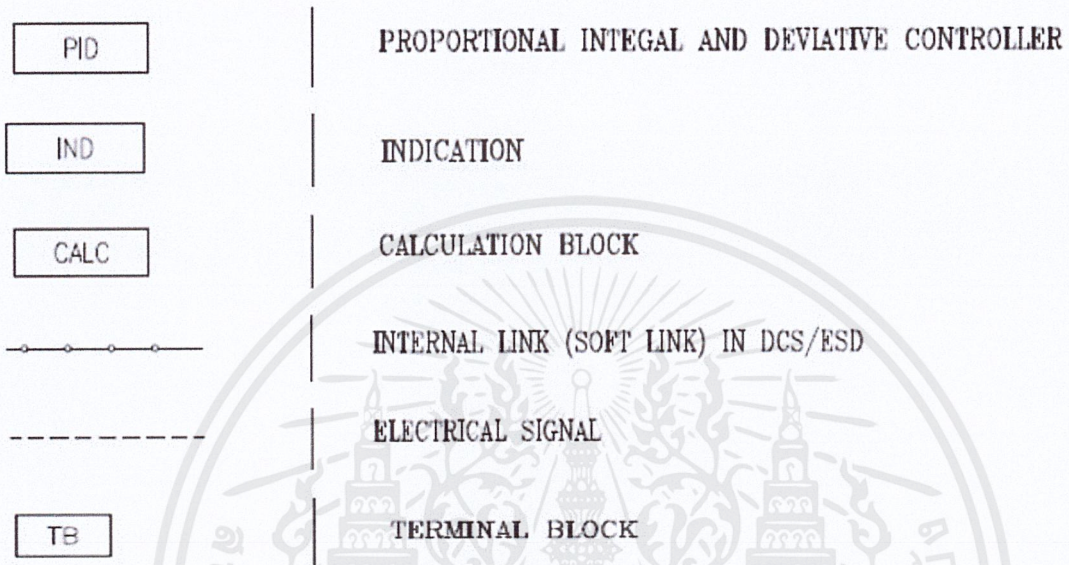 PID PROPORTIONAL INTEGAL AND DEVIATIVE CONTROLLER
IND INDICATION
CALC CALCULATION BLOCK
INTERNAL LINK (SOFT LINK) IN DCS/ESD
ELECTRICAL SIGNAL
TB TERMINAL BLOCK